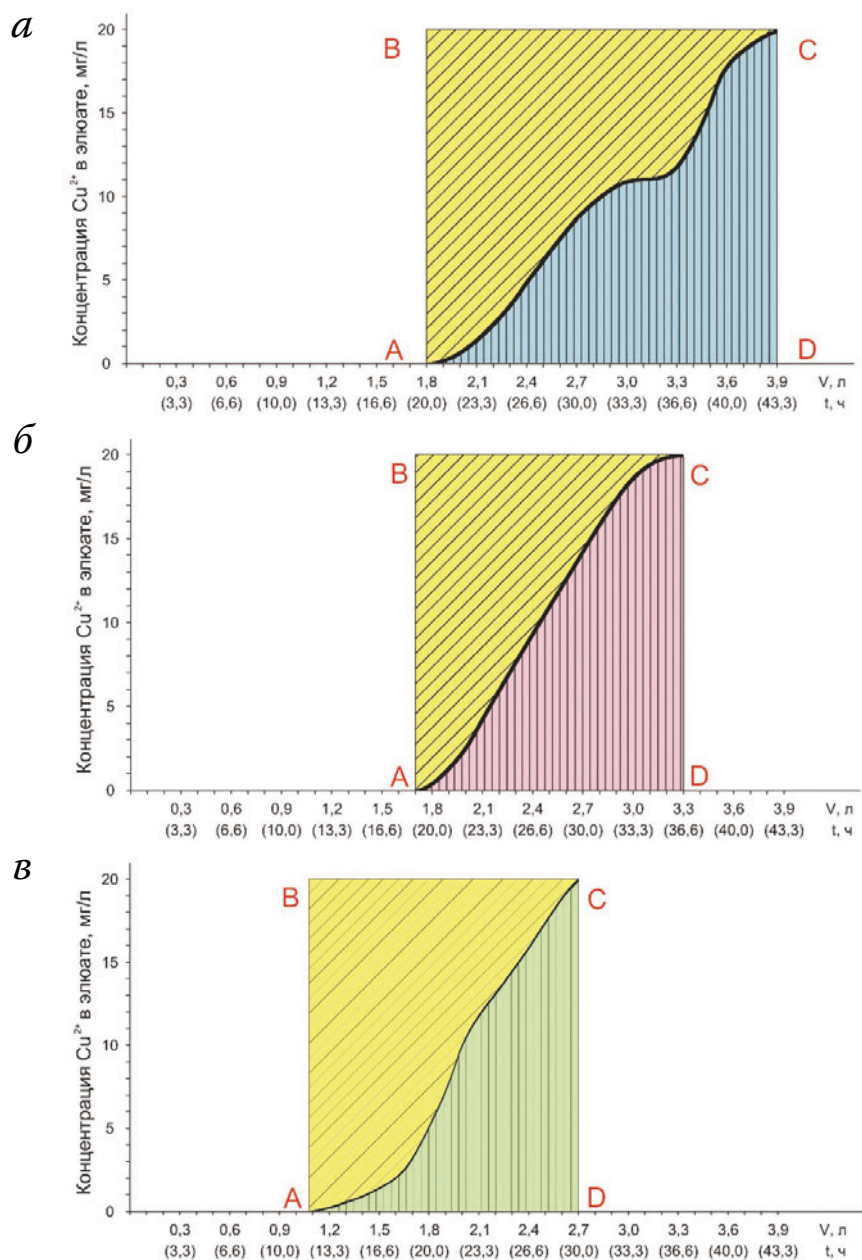 а
Концентрация Cu²⁺ в элюате, мг/л
20
15
10
5
0
B
C
A
D
0,3 0,6 0,9 1,2 1,5 1,8 2,1 2,4 2,7 3,0 3,3 3,6 3,9 V, л
(3,3) (6,6) (10,0) (13,3) (16,6) (20,0) (23,3) (26,6) (30,0) (33,3) (36,6) (40,0) (43,3) t, ч
б
Концентрация Cu²⁺ в элюате, мг/л
20
15
10
5
0
B
C
A
D
0,3 0,6 0,9 1,2 1,5 1,8 2,1 2,4 2,7 3,0 3,3 3,6 3,9 V, л
(3,3) (6,6) (10,0) (13,3) (16,6) (20,0) (23,3) (26,6) (30,0) (33,3) (36,6) (40,0) (43,3) t, ч
в
Концентрация Cu²⁺ в элюате, мг/л
20
15
10
5
0
B
C
A
D
0,3 0,6 0,9 1,2 1,5 1,8 2,1 2,4 2,7 3,0 3,3 3,6 3,9 V, л
(3,3) (6,6) (10,0) (13,3) (16,6) (20,0) (23,3) (26,6) (30,0) (33,3) (36,6) (40,0) (43,3) t, ч